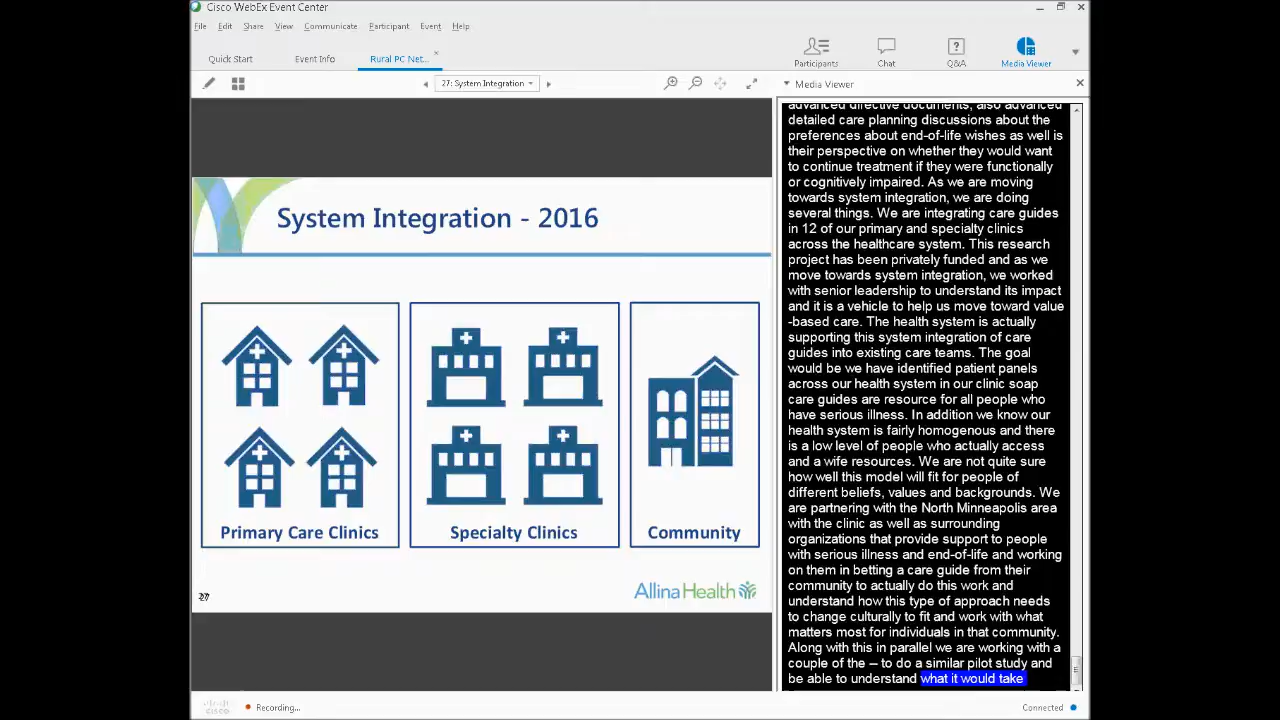 Cisco WebEx Event Center
File Edit Share View Communicate Participant Event Help
Quick Start Event Info Rural PC Net...
Participants Chat Q&A Media Viewer
27: System Integration
Media Viewer
System Integration - 2016
Primary Care Clinics
Specialty Clinics
Community
27
Allina Health
advanced directive documents, also advanced
detailed care planning discussions about the
preferences about end-of-life wishes as well is
their perspective on whether they would want
to continue treatment if they were functionally
or cognitively impaired. As we are moving
towards system integration, we are doing
several things. We are integrating care guides
in 12 of our primary and specialty clinics
across the healthcare system. This research
project has been privately funded and as we
move towards system integration, we worked
with senior leadership to understand its impact
and it is a vehicle to help us move toward value
-based care. The health system is actually
supporting this system integration of care
guides into existing care teams. The goal
would be we have identified patient panels
across our health system in our clinic soap
care guides are resource for all people who
have serious illness. In addition we know our
health system is fairly homogenous and there
is a low level of people who actually access
and a wife resources. We are not quite sure
how well this model will fit for people of
different beliefs, values and backgrounds. We
are partnering with the North Minneapolis area
with the clinic as well as surrounding
organizations that provide support to people
with serious illness and end-of-life and working
on them in betting a care guide from their
community to actually do this work and
understand how this type of approach needs
to change culturally to fit and work with what
matters most for individuals in that community.
Along with this in parallel we are working with a
couple of the – to do a similar pilot study and
be able to understand what it would take
CISCO
Recording...
Connected